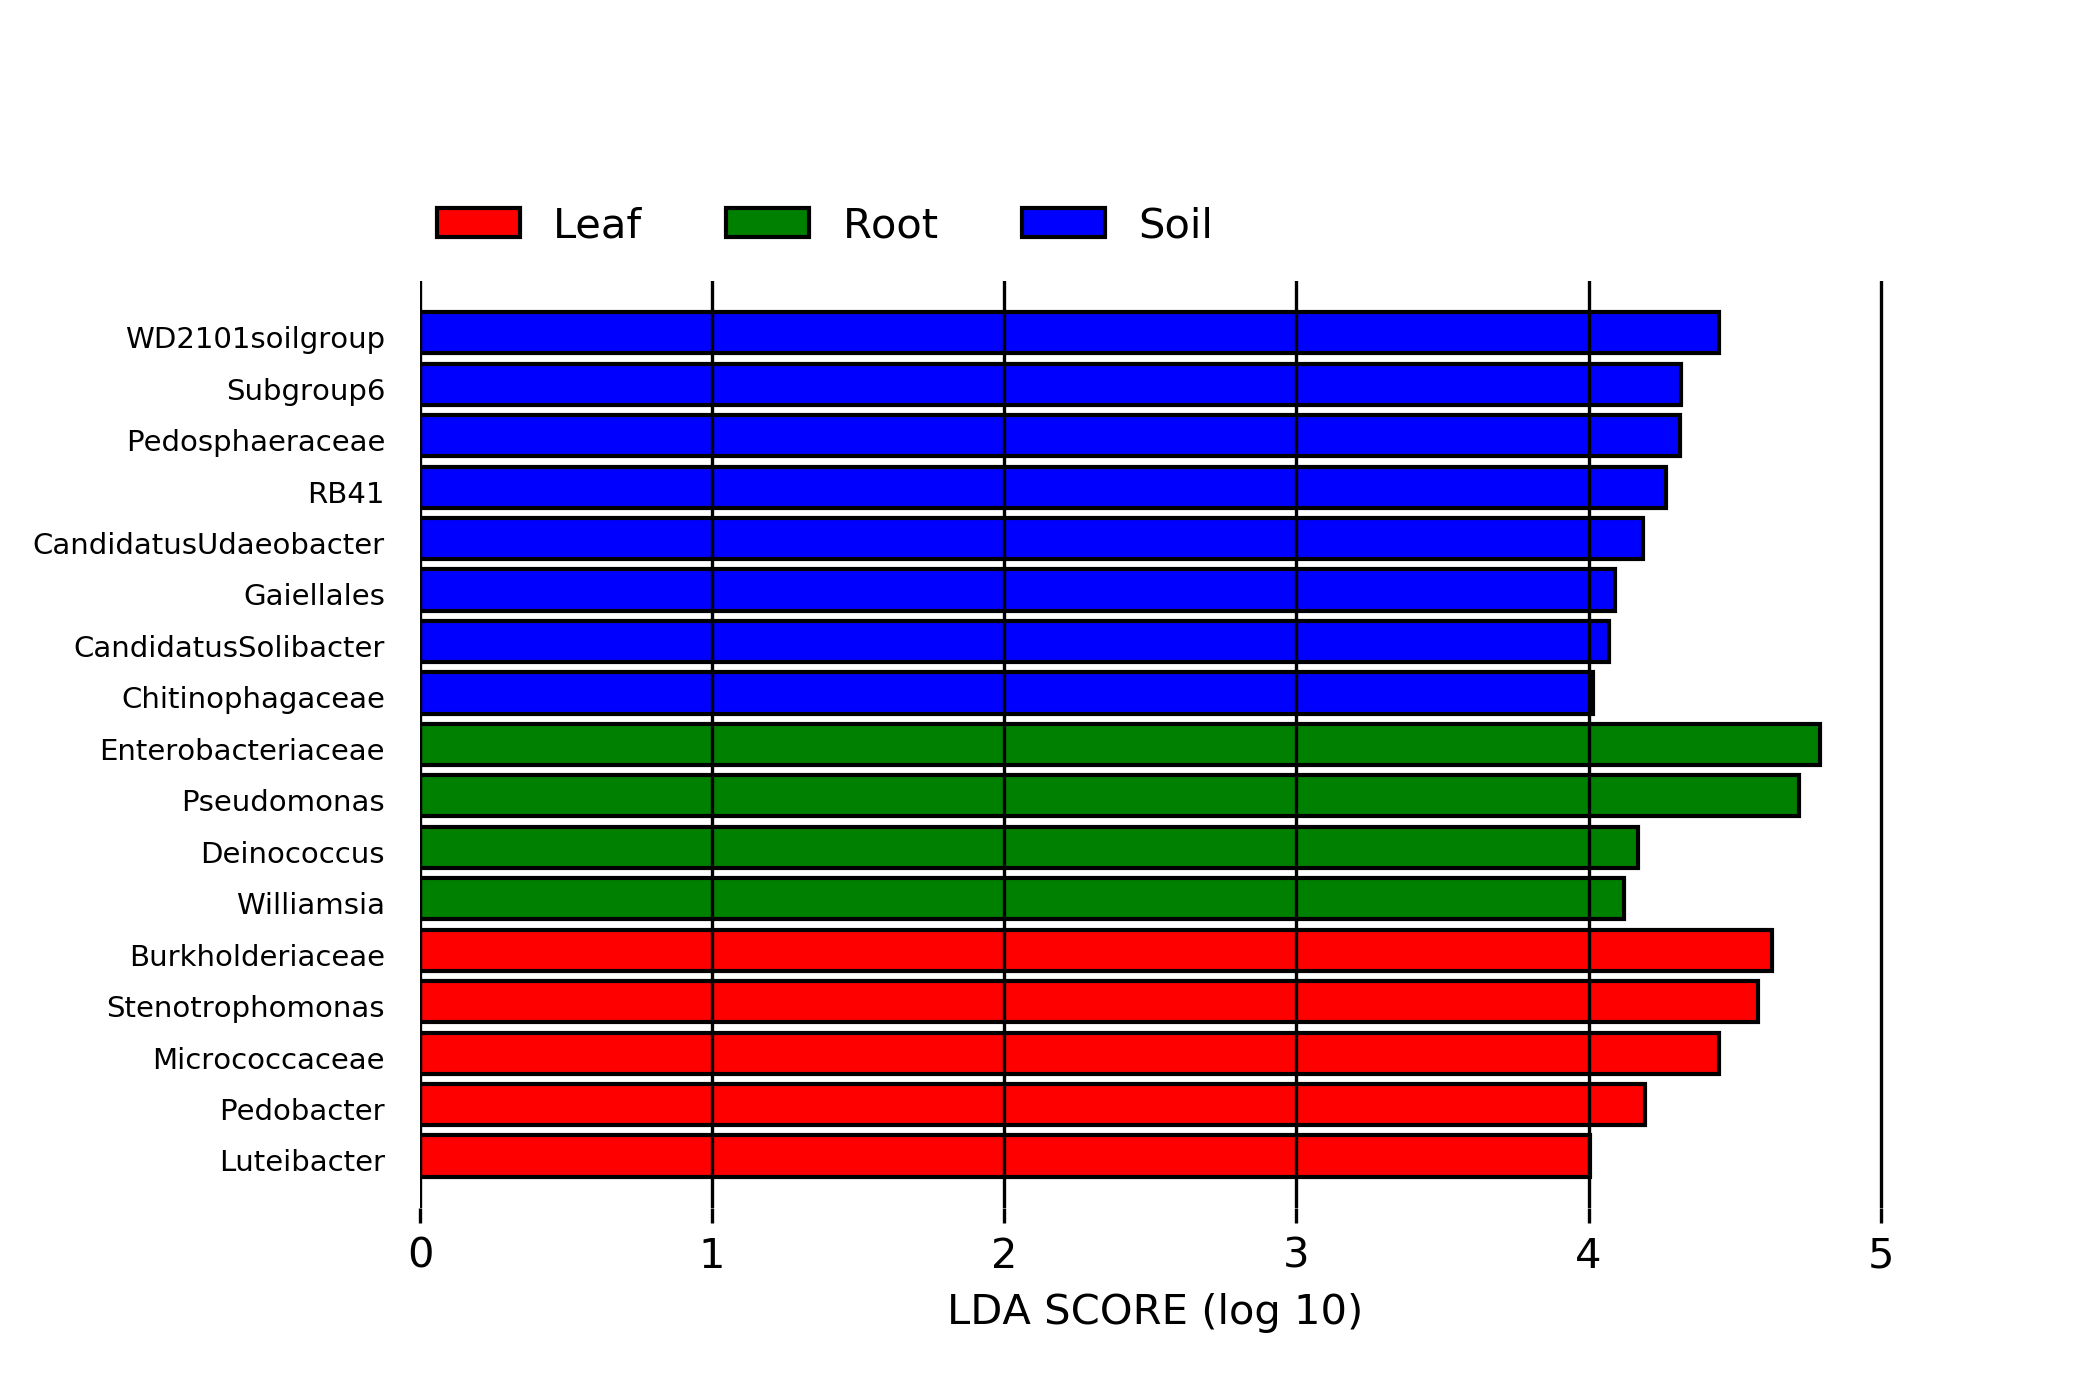 Leaf Root Soil
WD2101soilgroup
Subgroup6
Pedosphaeraceae
RB41
CandidatusUdaeobacter
Gaiellales
CandidatusSolibacter
Chitinophagaceae
Enterobacteriaceae
Pseudomonas
Deinococcus
Williamsia
Burkholderiaceae
Stenotrophomonas
Micrococcaceae
Pedobacter
Luteibacter
0 1 2 3 4 5
LDA SCORE (log 10)